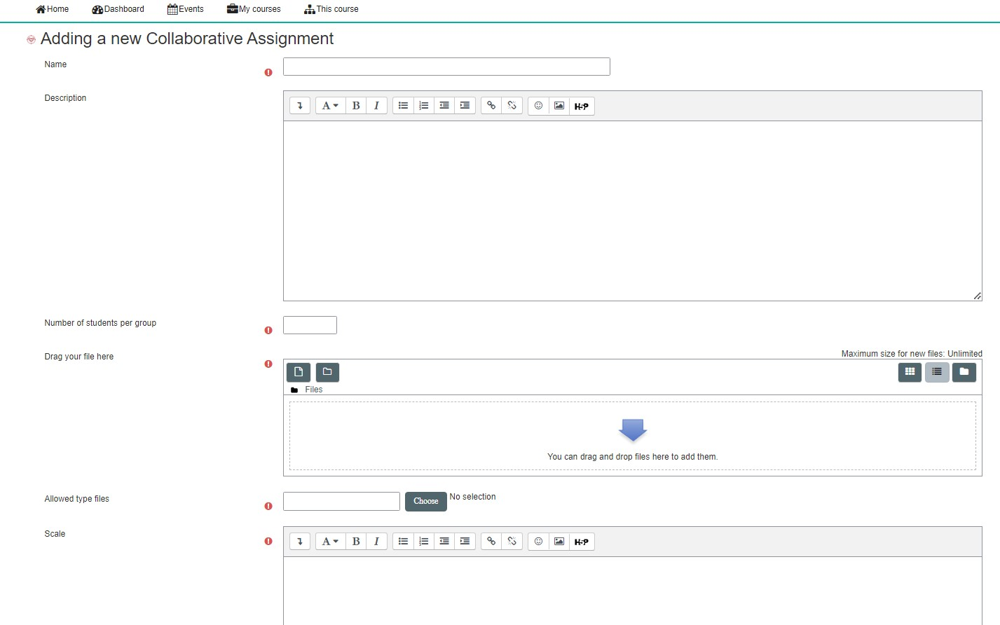 Home Dashboard Events My courses This course
Adding a new Collaborative Assignment
Name
Description
A B I H5P
Number of students per group
Drag your file here
Maximum size for new files: Unlimited
Files
You can drag and drop files here to add them.
Allowed type files
Choose No selection
Scale
A B I H5P